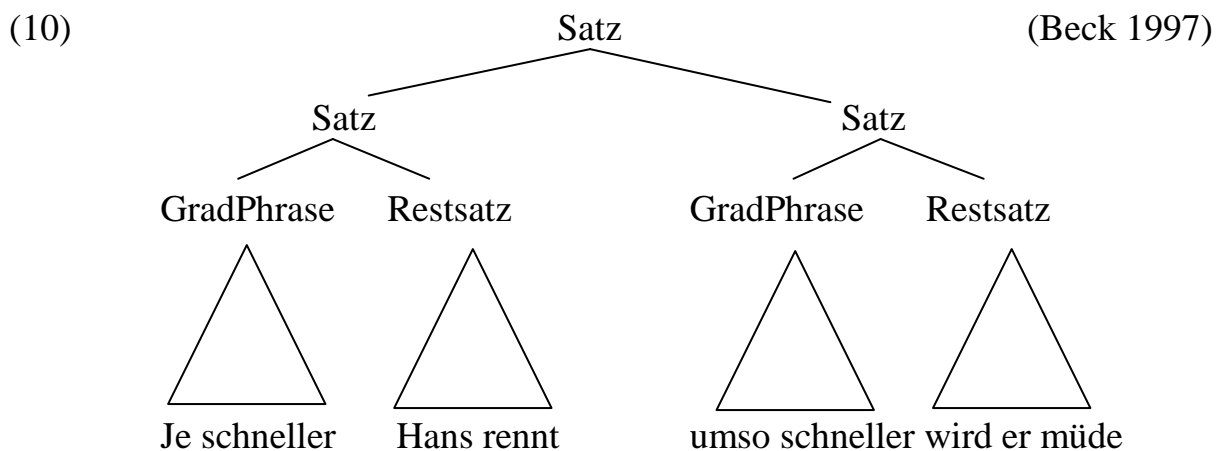 (10) Satz (Beck 1997)
Satz Satz
GradPhrase Restsatz GradPhrase Restsatz
Je schneller Hans rennt umso schneller wird er müde